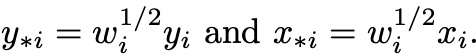 $y_{*i} = w_i^{1/2} y_i$ and $x_{*i} = w_i^{1/2} x_i.$